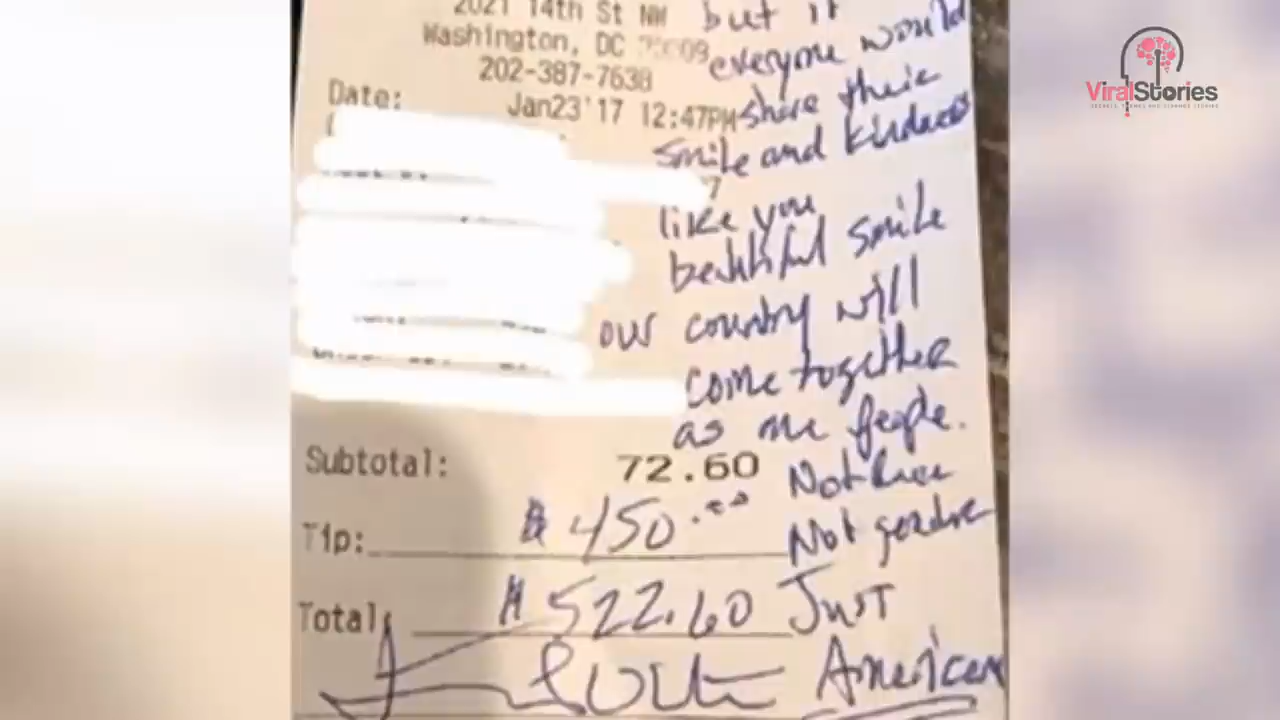 2021 14th St NW but if
Washington, DC everyone would
202-387-7638
Date: Jan23'17 12:47PM share their
smile and kindness
like you
beautiful smile
our country will
come together
as one people.
Subtotal: 72.60 Not Race
Tip: $ 450.00 Not gendre
Total: $ 522.60 Just
American
ViralStories